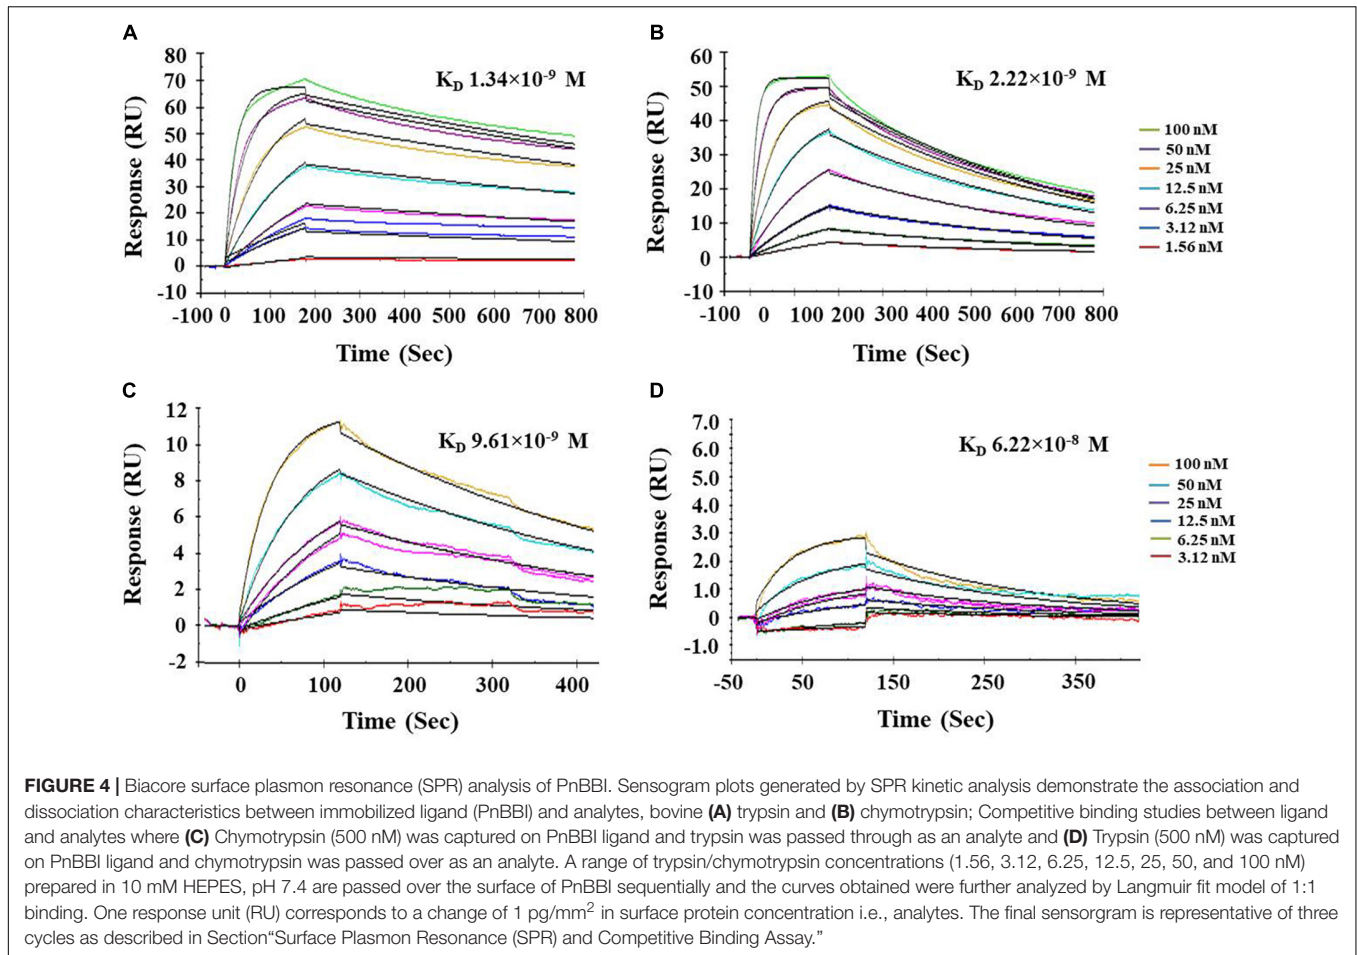 A
80
70
60
50
40
30
20
10
0
-10
Response (RU)
K_D 1.34×10⁻⁹ M
-100 0 100 200 300 400 500 600 700 800
Time (Sec)
B
60
50
40
30
20
10
0
-10
Response (RU)
K_D 2.22×10⁻⁹ M
-100 0 100 200 300 400 500 600 700 800
Time (Sec)
100 nM
50 nM
25 nM
12.5 nM
6.25 nM
3.12 nM
1.56 nM
C
12
10
8
6
4
2
0
-2
Response (RU)
K_D 9.61×10⁻⁹ M
0 100 200 300 400
Time (Sec)
D
7.0
6.0
5.0
4.0
3.0
2.0
1.0
0
-1.0
Response (RU)
K_D 6.22×10⁻⁸ M
-50 50 150 250 350
Time (Sec)
100 nM
50 nM
25 nM
12.5 nM
6.25 nM
3.12 nM
FIGURE 4 | Biacore surface plasmon resonance (SPR) analysis of PnBBI. Sensogram plots generated by SPR kinetic analysis demonstrate the association and
dissociation characteristics between immobilized ligand (PnBBI) and analytes, bovine (A) trypsin and (B) chymotrypsin; Competitive binding studies between ligand
and analytes where (C) Chymotrypsin (500 nM) was captured on PnBBI ligand and trypsin was passed through as an analyte and (D) Trypsin (500 nM) was captured
on PnBBI ligand and chymotrypsin was passed over as an analyte. A range of trypsin/chymotrypsin concentrations (1.56, 3.12, 6.25, 12.5, 25, 50, and 100 nM)
prepared in 10 mM HEPES, pH 7.4 are passed over the surface of PnBBI sequentially and the curves obtained were further analyzed by Langmuir fit model of 1:1
binding. One response unit (RU) corresponds to a change of 1 pg/mm² in surface protein concentration i.e., analytes. The final sensorgram is representative of three
cycles as described in Section“Surface Plasmon Resonance (SPR) and Competitive Binding Assay.”